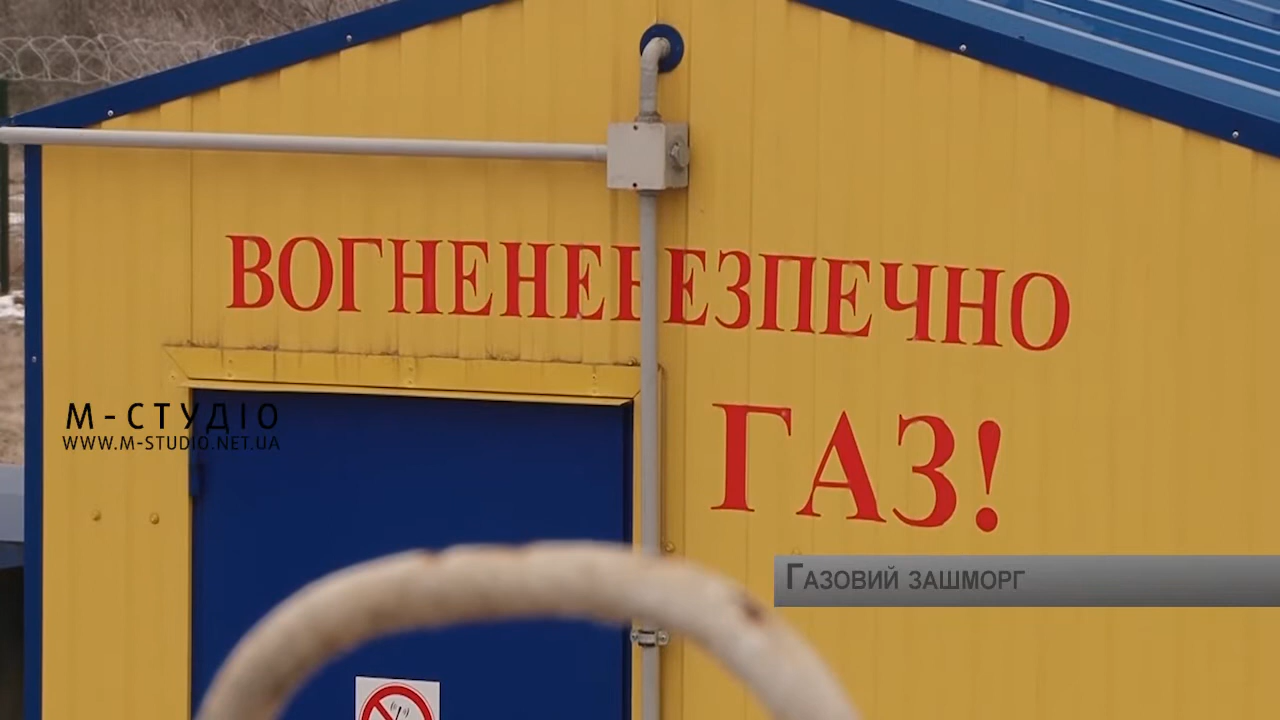 ВОГНЕНЕБЕЗПЕЧНО
ГАЗ!
М-СТУДІО
WWW.M-STUDIO.NET.UA
ГАЗОВИЙ ЗАШМОРГ